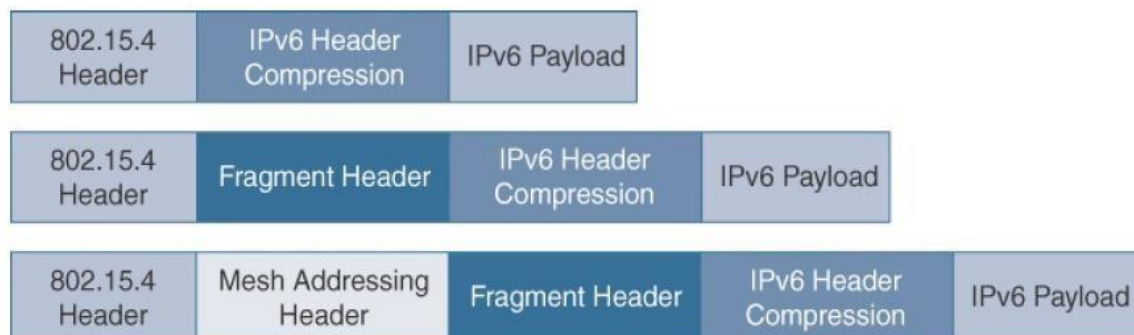 802.15.4 Header
IPv6 Header Compression
IPv6 Payload
802.15.4 Header
Fragment Header
IPv6 Header Compression
IPv6 Payload
802.15.4 Header
Mesh Addressing Header
Fragment Header
IPv6 Header Compression
IPv6 Payload